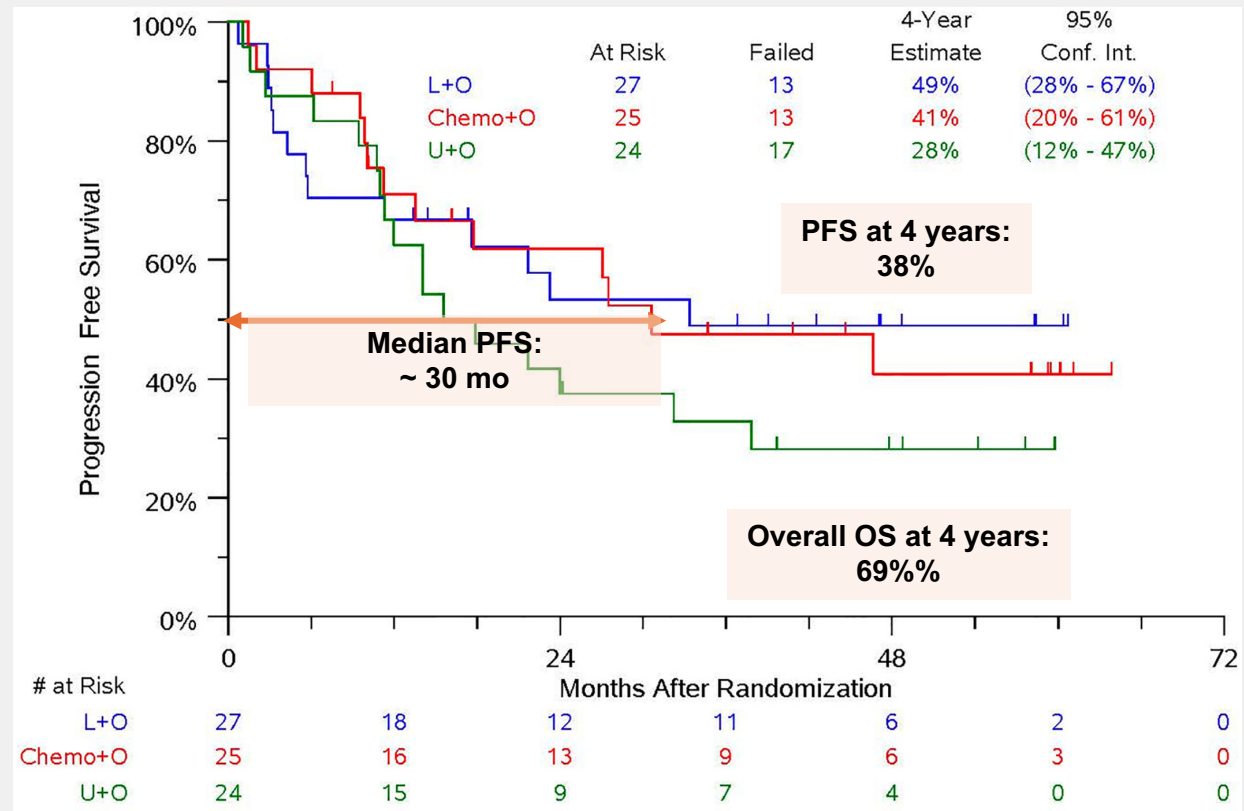 4-Year 95%
At Risk Failed Estimate Conf. Int.
L+O 27 13 49% (28% - 67%)
Chemo+O 25 13 41% (20% - 61%)
U+O 24 17 28% (12% - 47%)
100%
80%
60%
40%
20%
0%
Progression Free Survival
PFS at 4 years:
38%
Median PFS:
~ 30 mo
Overall OS at 4 years:
69%%
0 24 48 72
Months After Randomization
# at Risk
L+O 27 18 12 11 6 2 0
Chemo+O 25 16 13 9 6 3 0
U+O 24 15 9 7 4 0 0